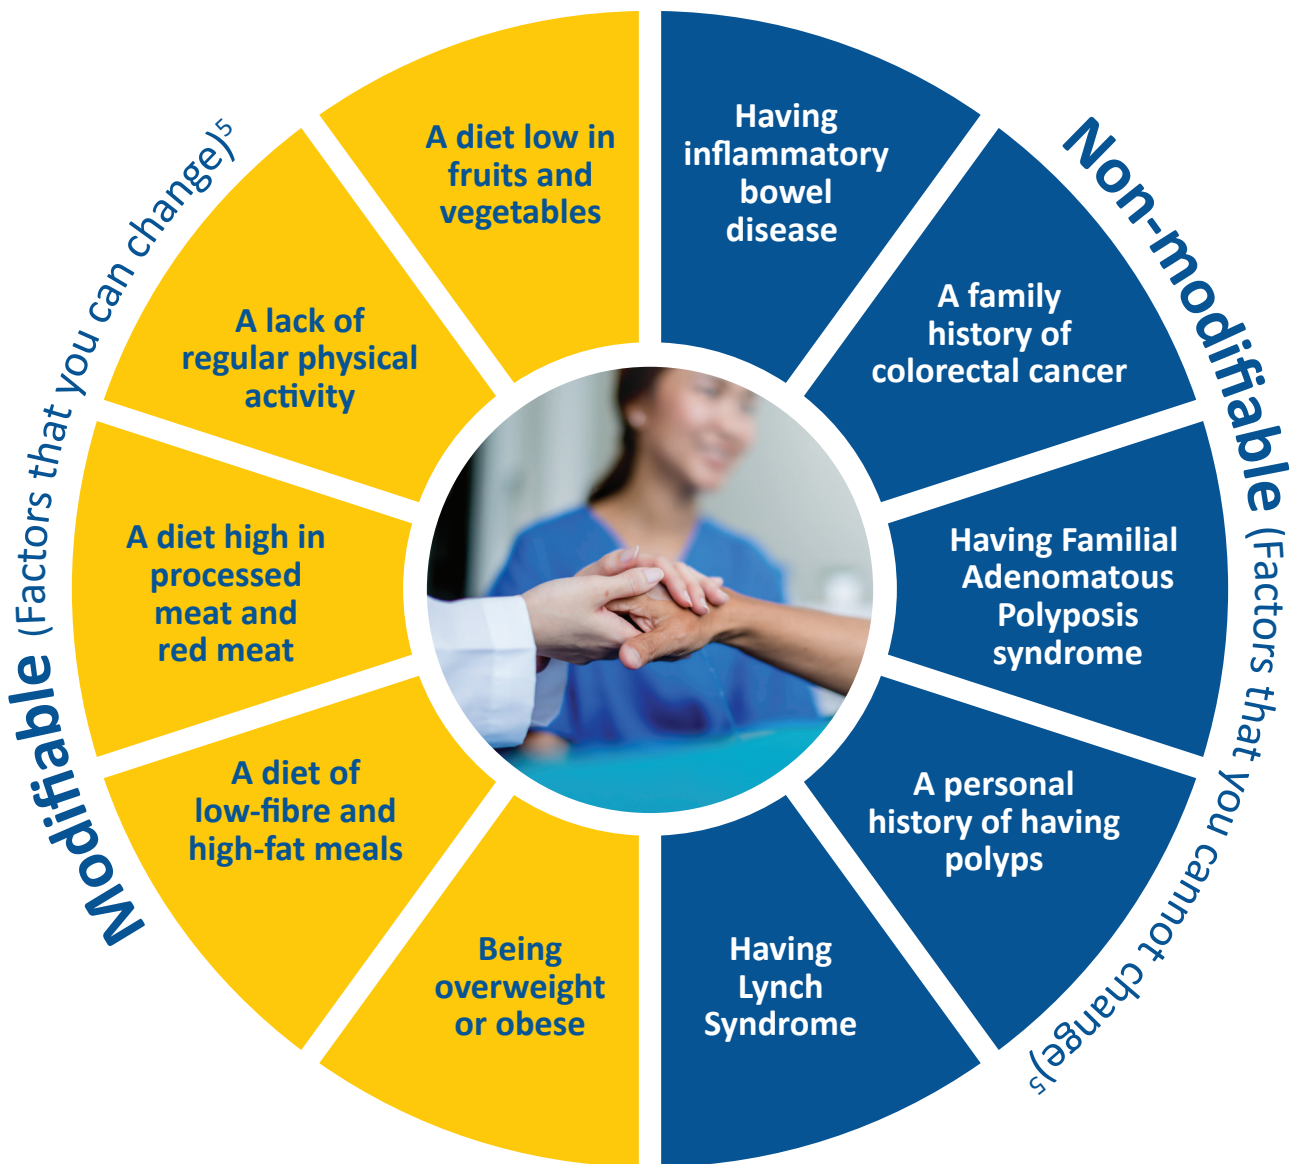 Modifiable (Factors that you can change)5
A diet low in
fruits and
vegetables
A lack of
regular physical
activity
A diet high in
processed
meat and
red meat
A diet of
low-fibre and
high-fat meals
Being
overweight
or obese
Non-modifiable (Factors that you cannot change)5
Having
inflammatory
bowel
disease
A family
history of
colorectal cancer
Having Familial
Adenomatous
Polyposis
syndrome
A personal
history of having
polyps
Having
Lynch
Syndrome